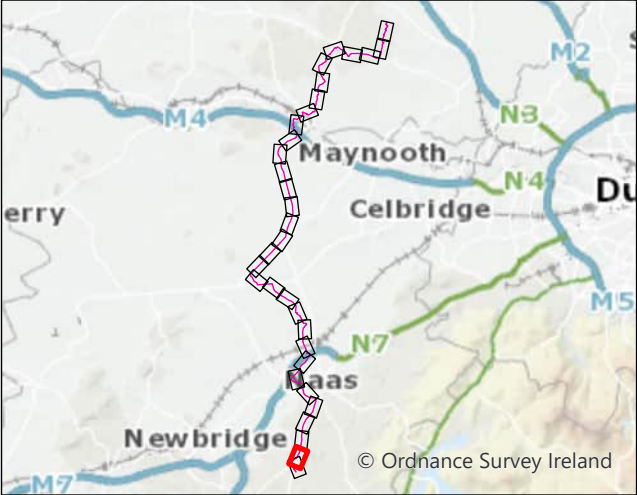 M2
N3
M4
Maynooth
N4
Du
Celbridge
erry
M5
N7
Naas
Newbridge
© Ordnance Survey Ireland
M7